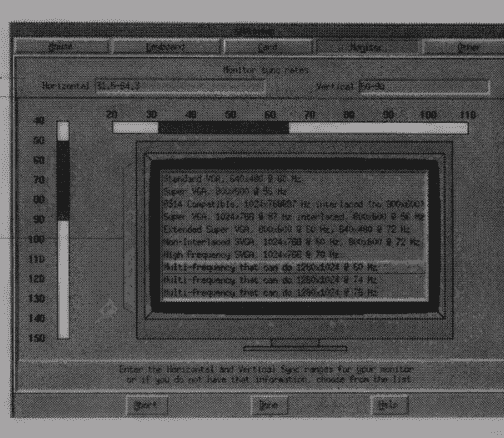 Mouse Keyboard Card Monitor Other
Monitor sync rates
Horizontal 31.5-64.3 Vertical 50-90
20 30 40 50 60 70 80 90 100 110
40
50
60
70
80
90
100
110
120
130
140
150
Standard VGA, 640x480 @ 60 Hz
Super VGA, 800x600 @ 56 Hz
8514 Compatible, 1024x768@87 Hz interlaced (no 800x600)
Super VGA, 1024x768 @ 87 Hz interlaced, 800x600 @ 56 Hz
Extended Super VGA, 800x600 @ 60 Hz, 640x480 @ 72 Hz
Non-Interlaced SVGA, 1024x768 @ 60 Hz, 800x600 @ 72 Hz
High Frequency SVGA, 1024x768 @ 70 Hz
Multi-frequency that can do 1280x1024 @ 60 Hz
Multi-frequency that can do 1280x1024 @ 74 Hz
Multi-frequency that can do 1280x1024 @ 76 Hz
Enter the Horizontal and Vertical Sync ranges for your monitor
or if you do not have that information, choose from the list
Abort Done Help